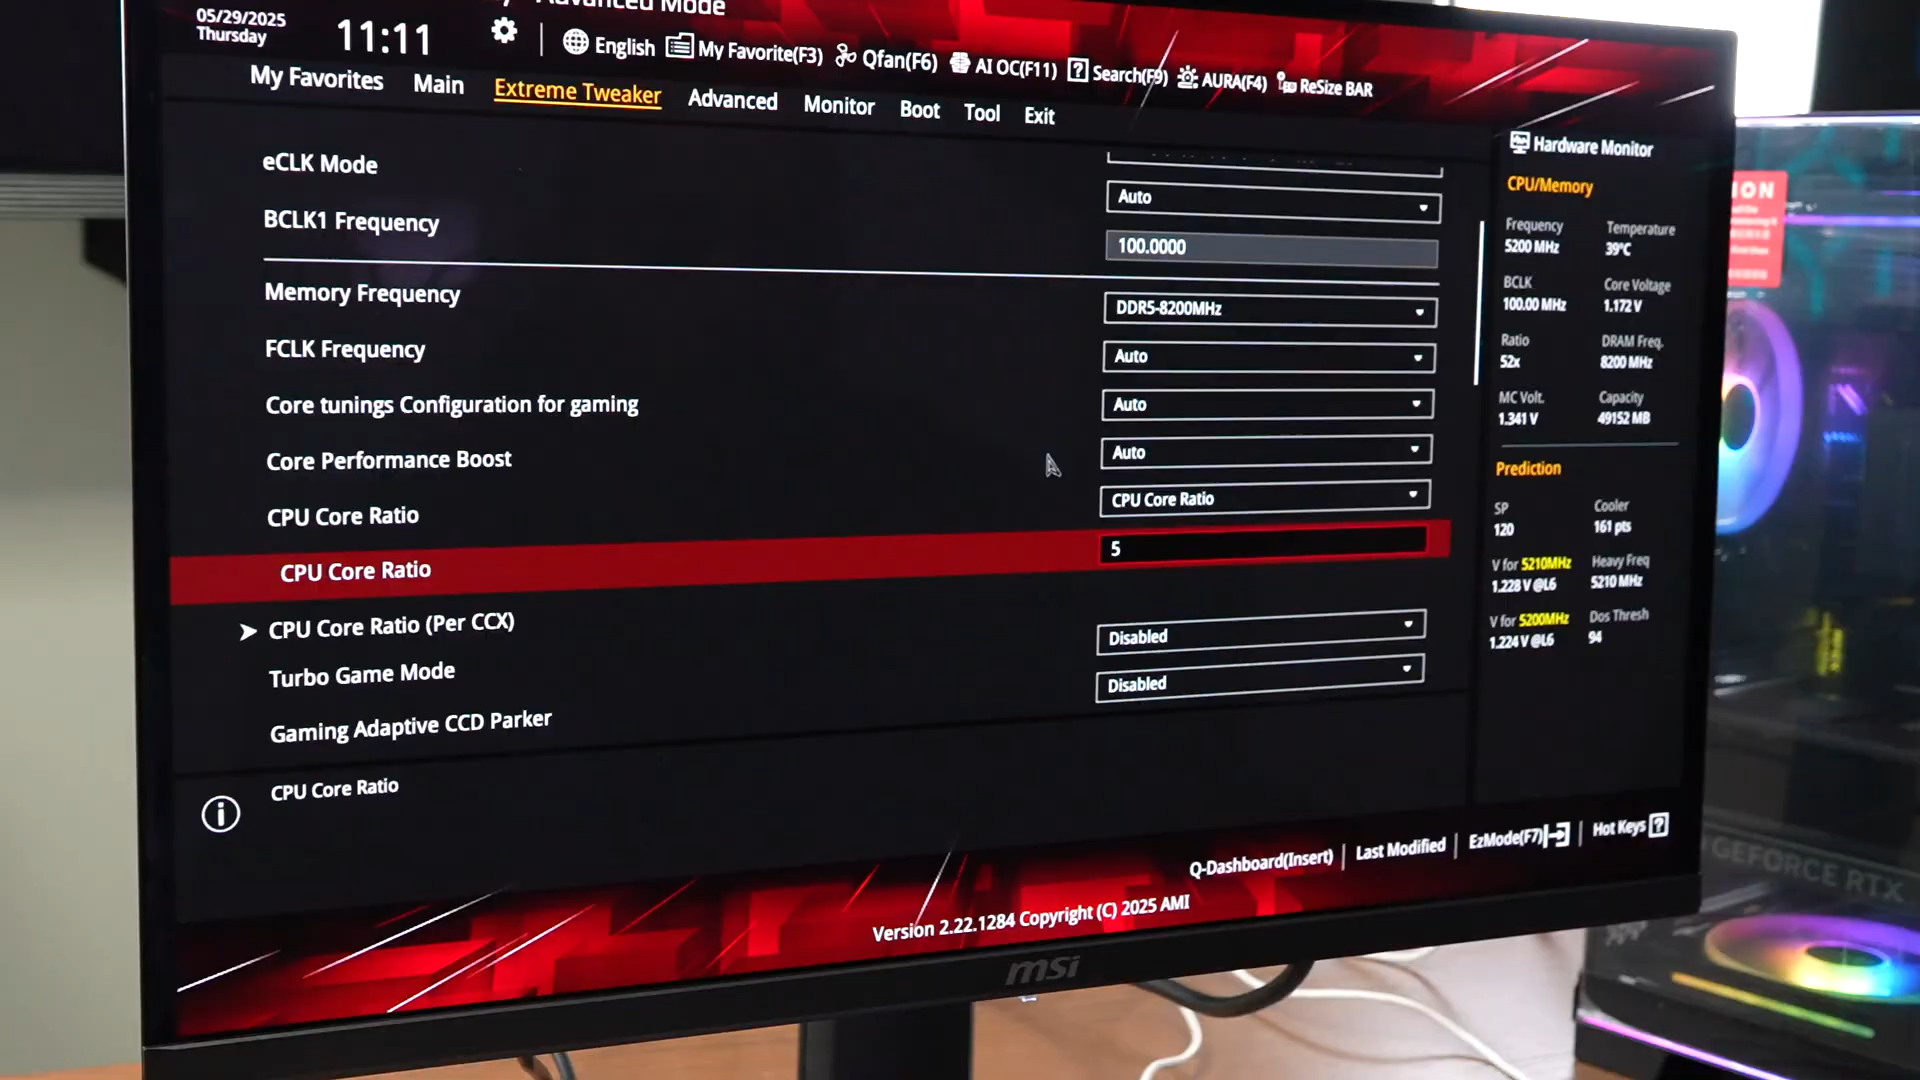 Advanced Mode
05/29/2025
Thursday
11:11
English
My Favorite(F3)
Qfan(F6)
AI OC(F11)
Search(F9)
AURA(F4)
ReSize BAR
My Favorites
Main
Extreme Tweaker
Advanced
Monitor
Boot
Tool
Exit
eCLK Mode
Auto
BCLK1 Frequency
100.0000
Memory Frequency
DDR5-8200MHz
FCLK Frequency
Auto
Core tunings Configuration for gaming
Auto
Core Performance Boost
Auto
CPU Core Ratio
CPU Core Ratio
CPU Core Ratio
5
CPU Core Ratio (Per CCX)
Turbo Game Mode
Disabled
Gaming Adaptive CCD Parker
Disabled
CPU Core Ratio
Hardware Monitor
CPU/Memory
Frequency
Temperature
5200 MHz
39°C
BCLK
Core Voltage
100.00 MHz
1.172 V
Ratio
DRAM Freq.
52x
8200 MHz
MC Volt.
Capacity
1.341 V
49152 MB
Prediction
SP
Cooler
120
161 pts
V for 5210MHz
Heavy Freq
1.228 V @L6
5210 MHz
V for 5200MHz
Dos Thresh
1.224 V @L6
94
Q-Dashboard(Insert)
Last Modified
EzMode(F7)
Hot Keys
Version 2.22.1284 Copyright (C) 2025 AMI
msi
GEFORCE RTX